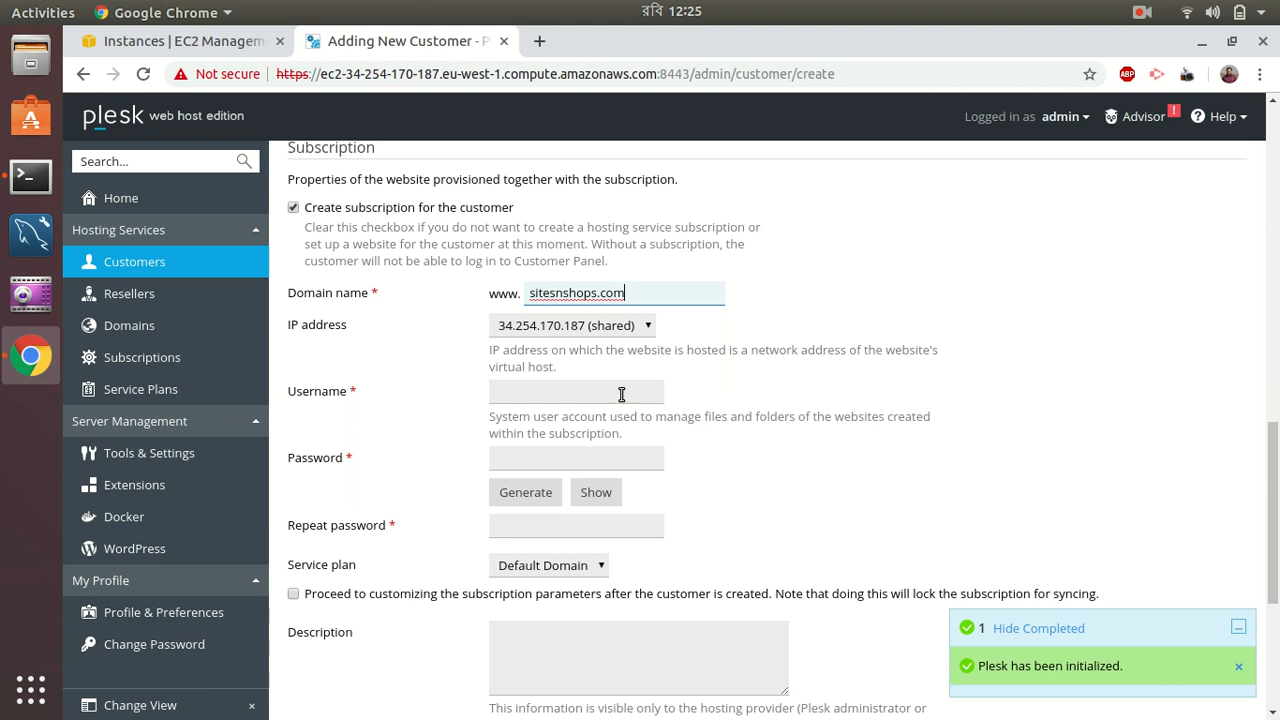 Activities Google Chrome রবি 12:25
Instances | EC2 Managem Adding New Customer - P
Not secure https://ec2-34-254-170-187.eu-west-1.compute.amazonaws.com:8443/admin/customer/create ABP
plesk web host edition Logged in as admin Advisor ! Help
Search...
Home
Hosting Services
Customers
Resellers
Domains
Subscriptions
Service Plans
Server Management
Tools & Settings
Extensions
Docker
WordPress
My Profile
Profile & Preferences
Change Password
Change View ×
Subscription
Properties of the website provisioned together with the subscription.
Create subscription for the customer
Clear this checkbox if you do not want to create a hosting service subscription or
set up a website for the customer at this moment. Without a subscription, the
customer will not be able to log in to Customer Panel.
Domain name * www. sitesnshops.com
IP address 34.254.170.187 (shared)
IP address on which the website is hosted is a network address of the website's
virtual host.
Username *
System user account used to manage files and folders of the websites created
within the subscription.
Password *
Generate Show
Repeat password *
Service plan Default Domain
Proceed to customizing the subscription parameters after the customer is created. Note that doing this will lock the subscription for syncing.
Description
This information is visible only to the hosting provider (Plesk administrator or
1 Hide Completed
Plesk has been initialized. ×